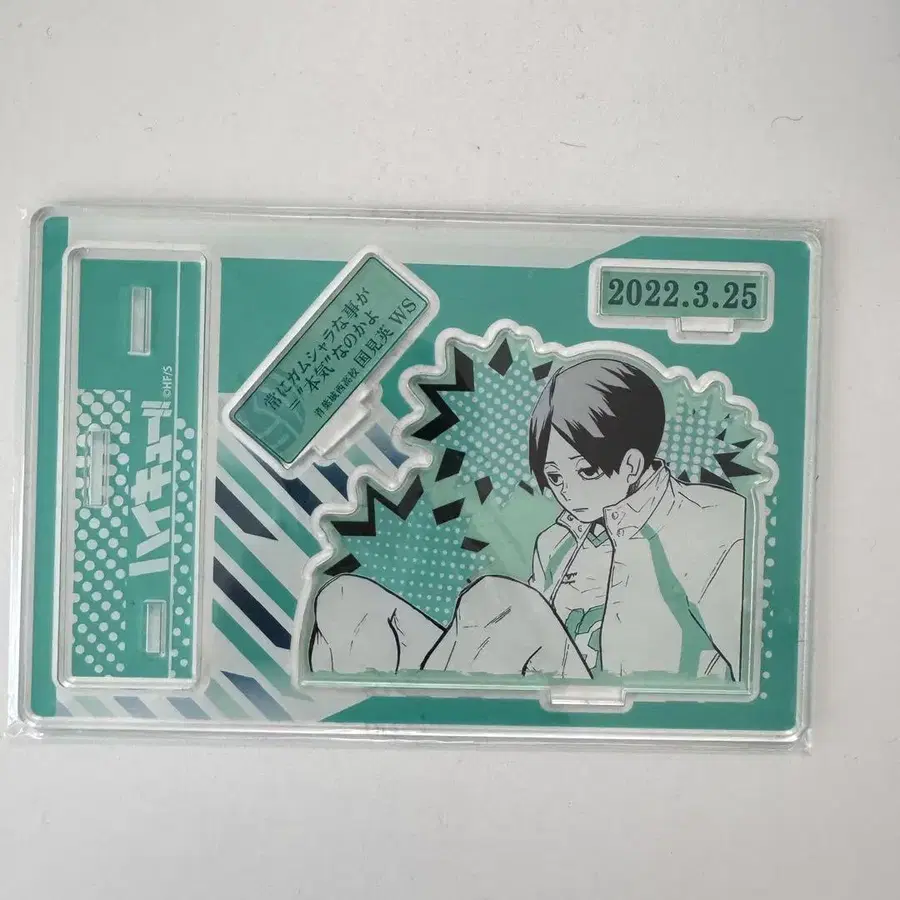 常にガムシャラな事が
="本気"なのかよ
青葉城西高校 国見英 WS
2022.3.25
ハイキュー!!
©HF/S